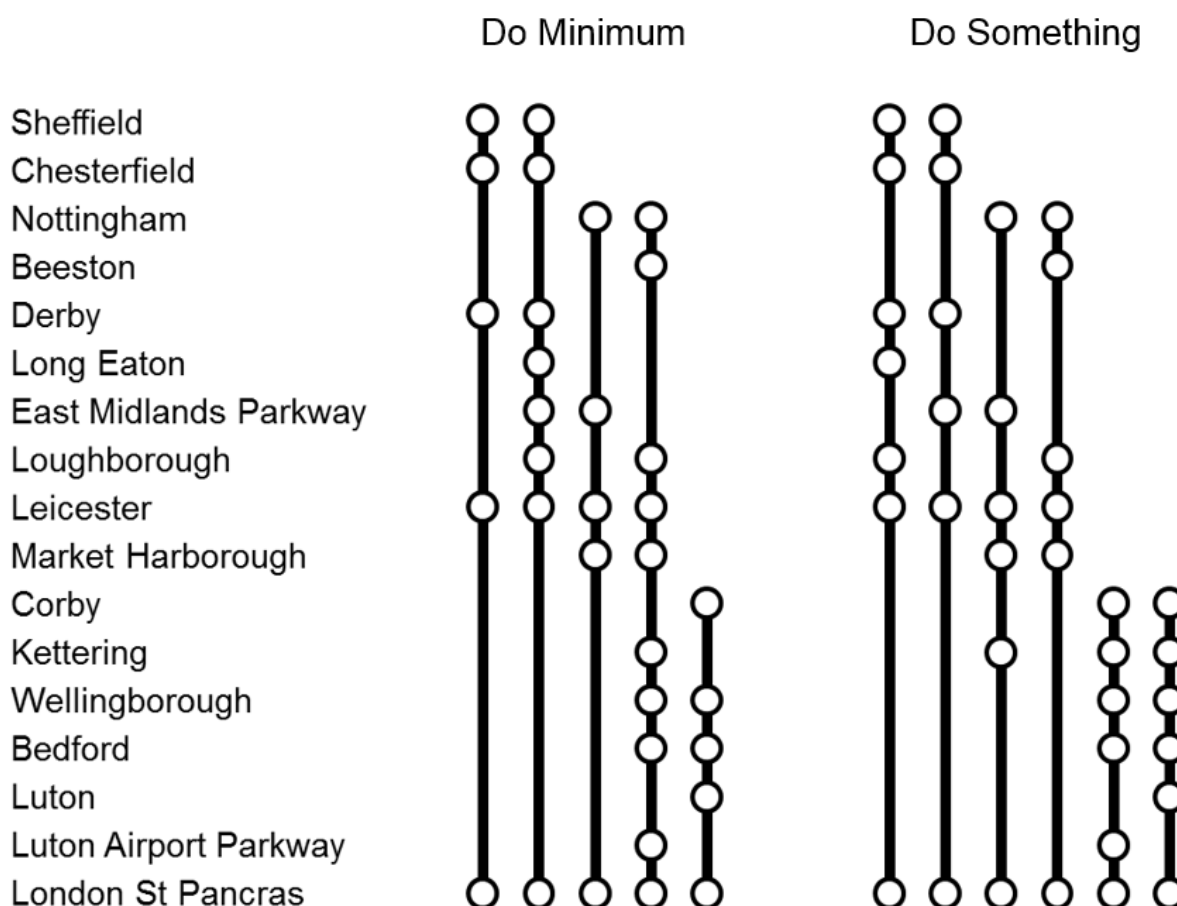 Do Minimum Do Something
Sheffield
Chesterfield
Nottingham
Beeston
Derby
Long Eaton
East Midlands Parkway
Loughborough
Leicester
Market Harborough
Corby
Kettering
Wellingborough
Bedford
Luton
Luton Airport Parkway
London St Pancras